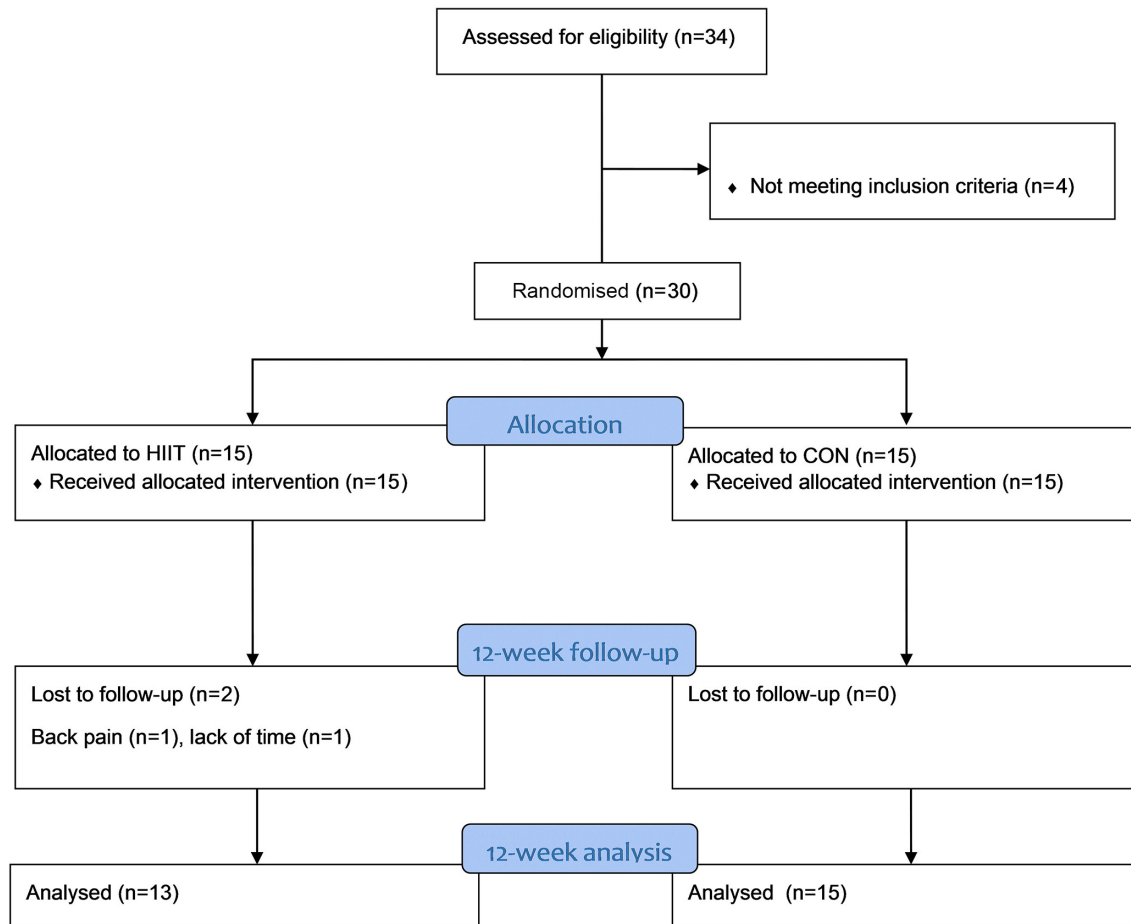 Assessed for eligibility (n=34)
♦ Not meeting inclusion criteria (n=4)
Randomised (n=30)
Allocation
Allocated to HIIT (n=15)
♦ Received allocated intervention (n=15)
Allocated to CON (n=15)
♦ Received allocated intervention (n=15)
12-week follow-up
Lost to follow-up (n=2)
Back pain (n=1), lack of time (n=1)
Lost to follow-up (n=0)
12-week analysis
Analysed (n=13)
Analysed (n=15)